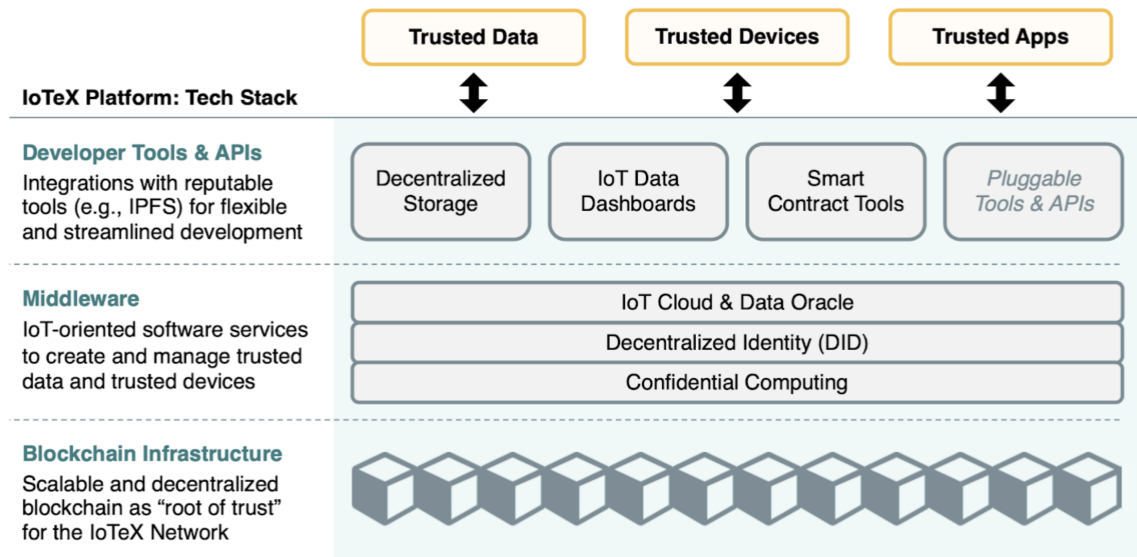 Trusted Data
Trusted Devices
Trusted Apps
IoTeX Platform: Tech Stack
Developer Tools & APIs
Integrations with reputable
tools (e.g., IPFS) for flexible
and streamlined development
Decentralized
Storage
IoT Data
Dashboards
Smart
Contract Tools
Pluggable
Tools & APIs
Middleware
IoT-oriented software services
to create and manage trusted
data and trusted devices
IoT Cloud & Data Oracle
Decentralized Identity (DID)
Confidential Computing
Blockchain Infrastructure
Scalable and decentralized
blockchain as “root of trust”
for the IoTeX Network